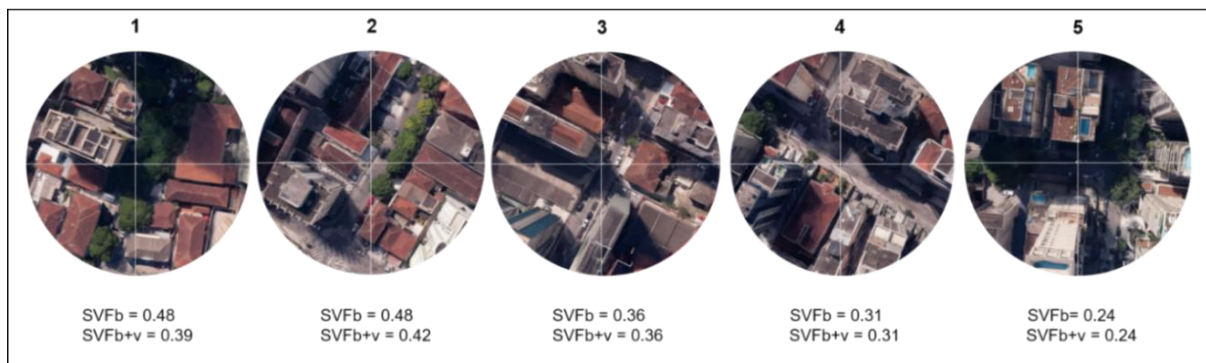 1
2
3
4
5
SVFb = 0.48
SVFb+v = 0.39
SVFb = 0.48
SVFb+v = 0.42
SVFb = 0.36
SVFb+v = 0.36
SVFb = 0.31
SVFb+v = 0.31
SVFb= 0.24
SVFb+v = 0.24